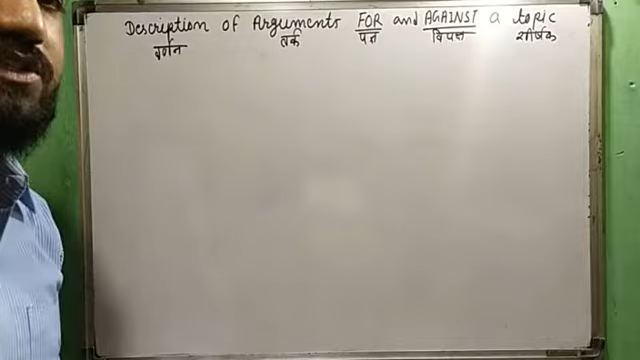 Description of Arguments FOR and AGAINST a topic
वर्णन तर्क पक्ष विपक्ष शीर्षक